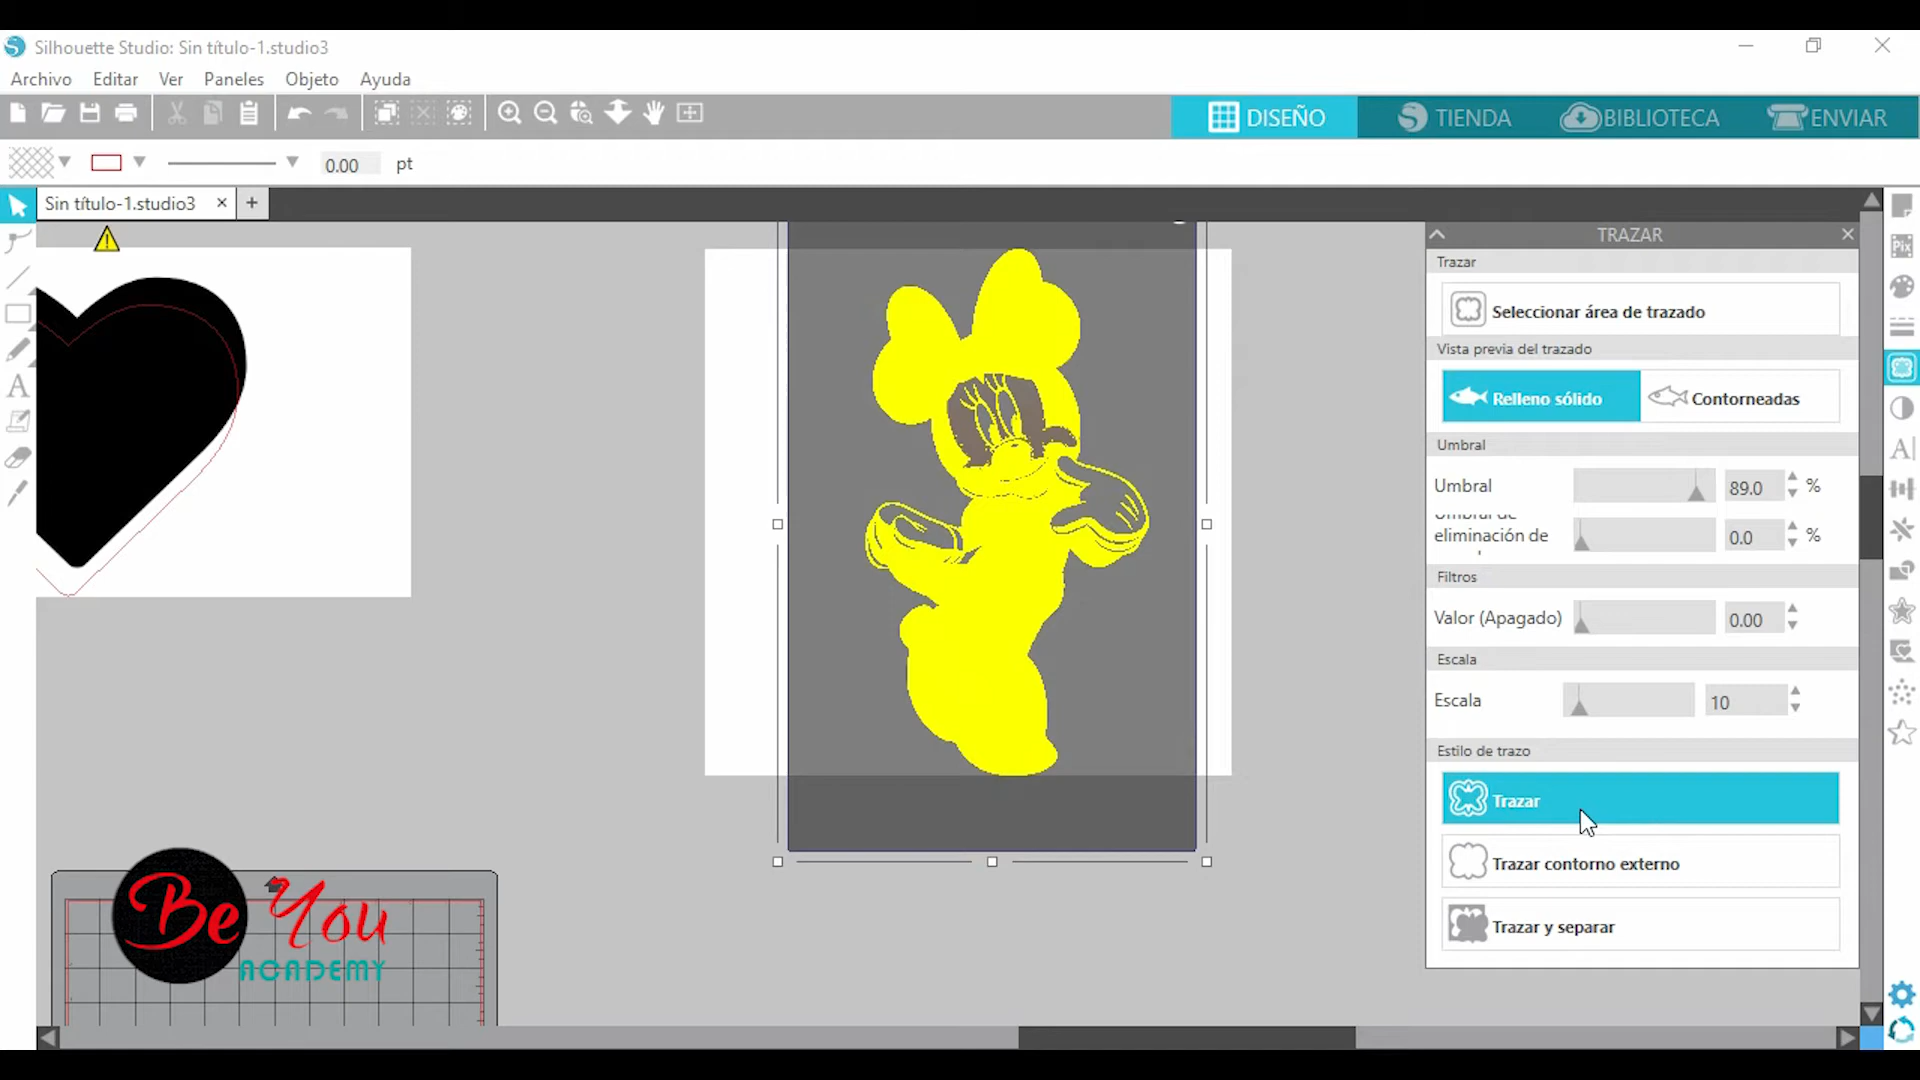 Silhouette Studio: Sin título-1.studio3
Archivo Editar Ver Paneles Objeto Ayuda
DISEÑO TIENDA BIBLIOTECA ENVIAR
0.00 pt
Sin título-1.studio3
TRAZAR
Trazar
Seleccionar área de trazado
Vista previa del trazado
Relleno sólido Contorneadas
Umbral
Umbral 89.0 %
Umbral de
eliminación de 0.0 %
Filtros
Valor (Apagado) 0.00
Escala
Escala 10
Estilo de trazo
Trazar
Trazar contorno externo
Trazar y separar
Pix
Be You
ACADEMY